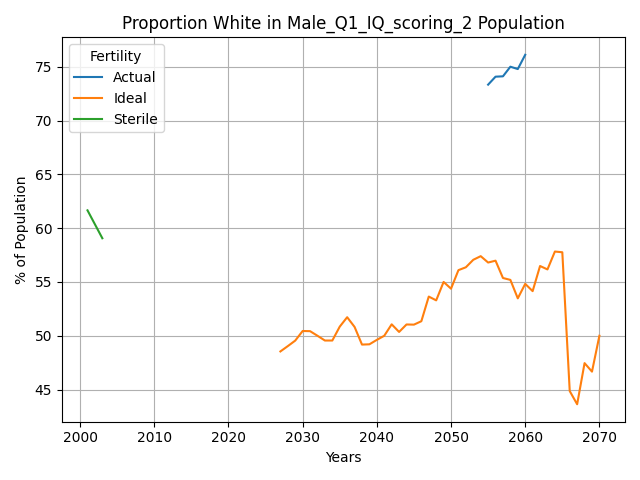 Proportion White in Male_Q1_IQ_scoring_2 Population
Fertility
Actual
Ideal
Sterile
% of Population
75
70
65
60
55
50
45
2000 2010 2020 2030 2040 2050 2060 2070
Years